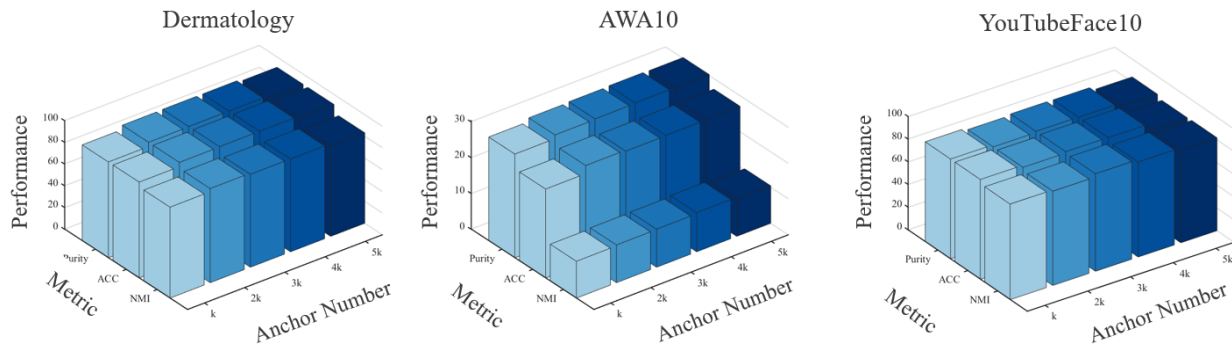 Dermatology
100
80
60
40
20
0
Performance
Purity
ACC
NMI
Metric
k
2k
3k
4k
5k
Anchor Number
AWA10
30
20
10
0
Performance
Purity
ACC
NMI
Metric
k
2k
3k
4k
5k
Anchor Number
YouTubeFace10
100
80
60
40
20
0
Performance
Purity
ACC
NMI
Metric
k
2k
3k
4k
5k
Anchor Number